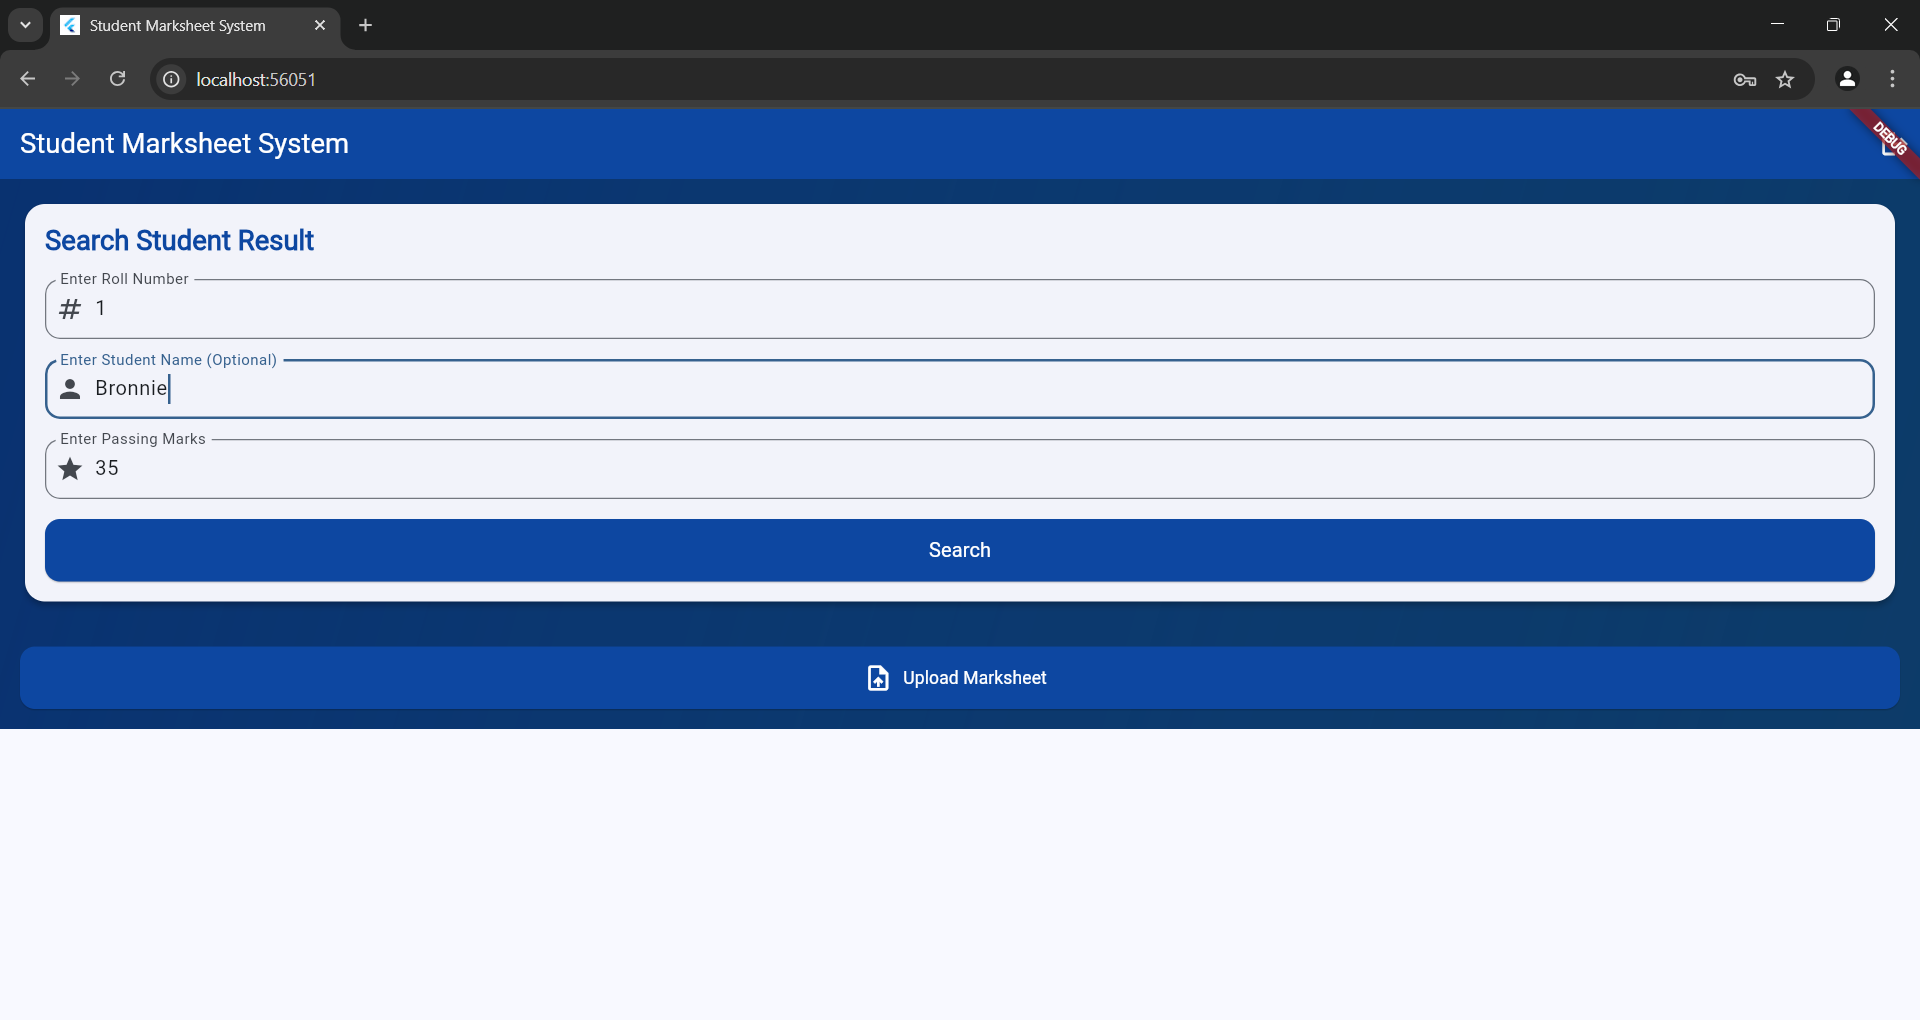 Student Marksheet System
localhost:56051
Student Marksheet System
DEBUG
Search Student Result
Enter Roll Number
# 1
Enter Student Name (Optional)
Bronnie
Enter Passing Marks
35
Search
Upload Marksheet